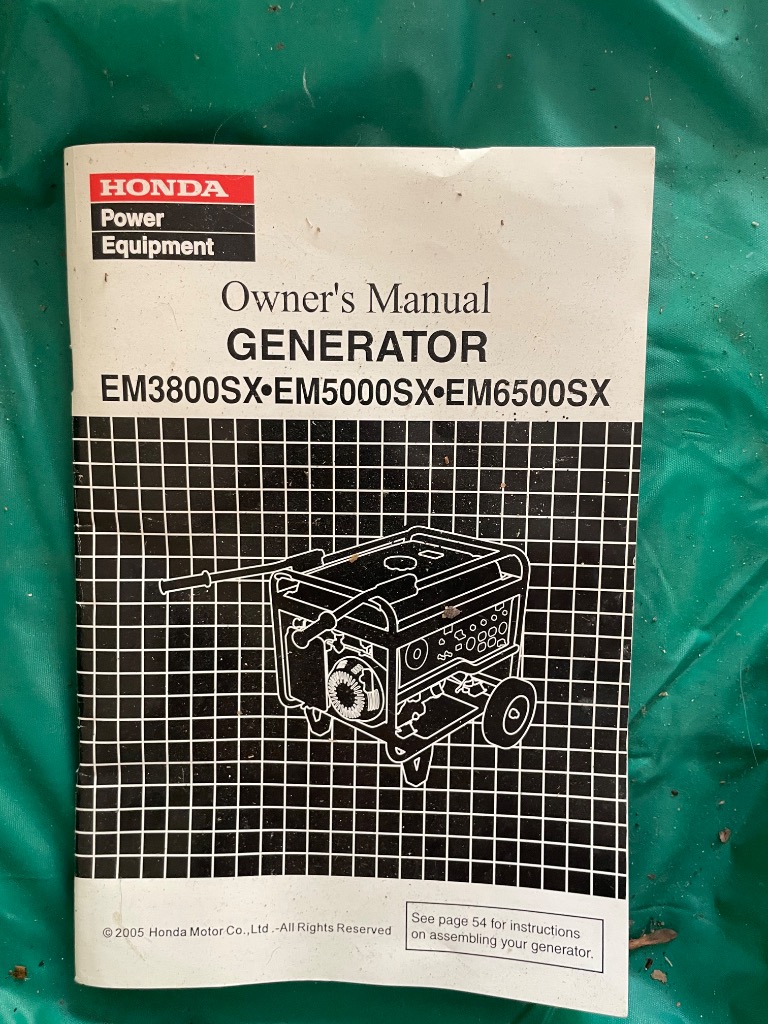 HONDA
Power
Equipment
Owner's Manual
GENERATOR
EM3800SX•EM5000SX•EM6500SX
© 2005 Honda Motor Co.,Ltd .-All Rights Reserved
See page 54 for instructions
on assembling your generator.